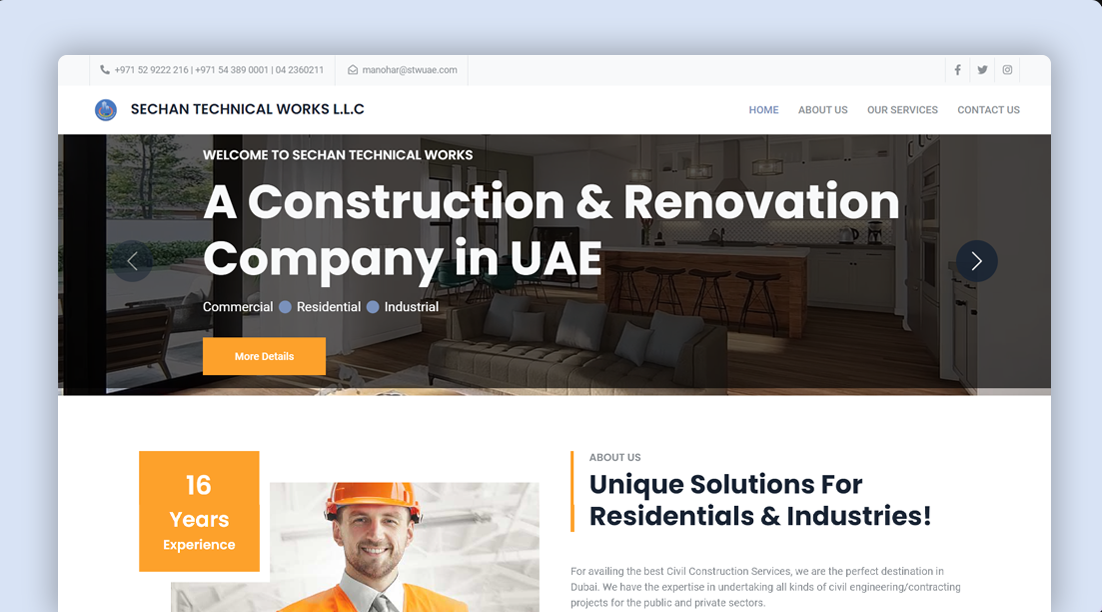 +971 52 9222 216 | +971 54 389 0001 | 04 2360211
manohar@stwuae.com
SECHAN TECHNICAL WORKS L.L.C
HOME ABOUT US OUR SERVICES CONTACT US
WELCOME TO SECHAN TECHNICAL WORKS
A Construction & Renovation
Company in UAE
Commercial Residential Industrial
More Details
16
Years
Experience
ABOUT US
Unique Solutions For
Residentials & Industries!
For availing the best Civil Construction Services, we are the perfect destination in
Dubai. We have the expertise in undertaking all kinds of civil engineering/contracting
projects for the public and private sectors.